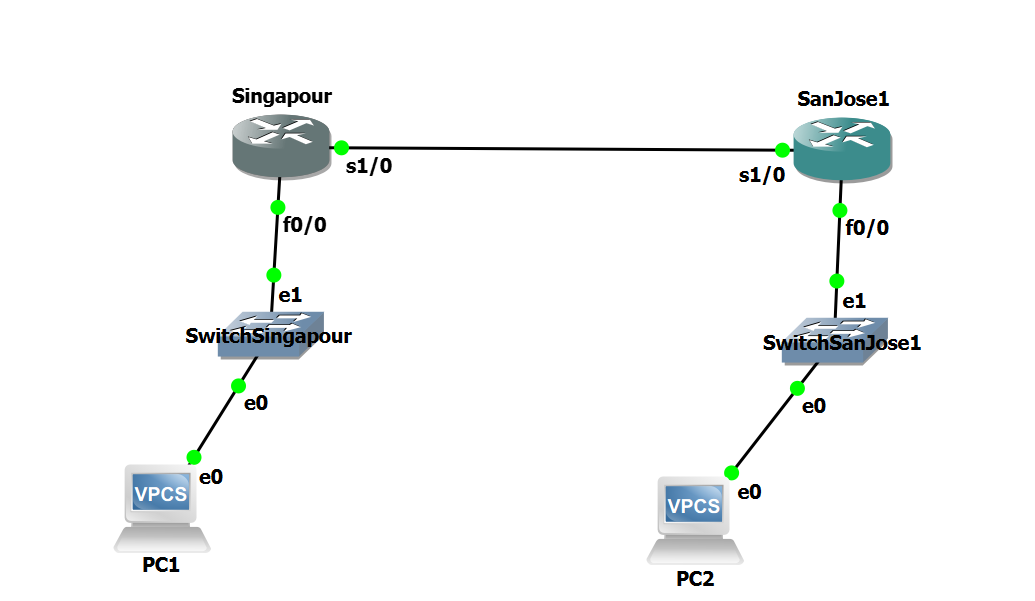 Singapour
SanJose1
s1/0
s1/0
f0/0
f0/0
e1
e1
SwitchSingapour
SwitchSanJose1
e0
e0
e0
e0
VPCS
VPCS
PC1
PC2